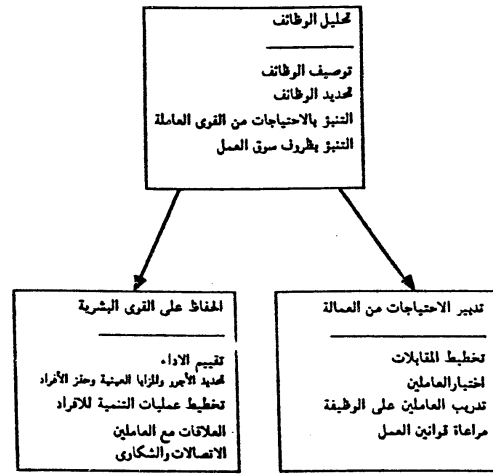 تحليل الوظائف
توصيف الوظائف
تحديد الوظائف
التنبؤ بالاحتياجات من القوى العاملة
التنبؤ بظروف سوق العمل
تدبير الاحتياجات من العمالة
تخطيط المقابلات
اختيار العاملين
تدريب العاملين على الوظيفة
مراعاة قوانين العمل
الحفاظ على القوى البشرية
تقييم الاداء
تحديد الأجور والمزايا العينية وحفز الأفراد
تخطيط عمليات التنمية للافراد
العلاقات مع العاملين
الاتصالات والشكاوى